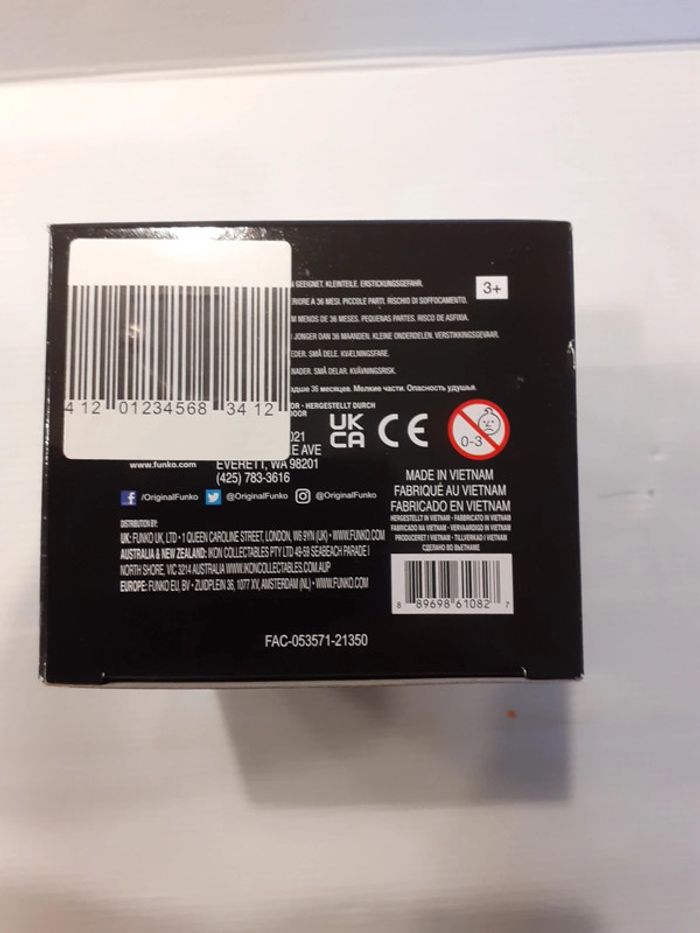 N GEEIGNET. KLEINTEILE. ERSTICKUNGSGEFAHR.
3+
ERIORE A 36 MESI. PICCOLE PARTI. RISCHIO DI SOFFOCAMENTO.
M MENOS DE 36 MESES. PEQUENAS PARTES, RISCO DE ASFIXIA.
JONGER DAN 36 MAANDEN. KLEINE ONDERDELEN. VERSTIKKINGSGEVAAR.
EDER. SMÅ DELE. KVÆLNINGSFARE.
NADER. SMÅ DELAR. KVÄVNINGSRISK.
адше 36 месяцев. Мелкие части. Опасность удушья
4 12 01234568 34 12
OR • HERGESTELLT DURCH
DOOR
UK
CA
CE
0-3
021
E AVE
www.funko.com
EVERETT, WA 98201
(425) 783-3616
/OriginalFunko @OriginalFunko @OriginalFunko
MADE IN VIETNAM
FABRIQUÉ AU VIETNAM
FABRICADO EN VIETNAM
HERGESTELLT IN VIETNAM • FABBRICATO IN VIETNAM
FABRICADO NA VIETNAM • VERVAARDIGD IN VIETNAM
PRODUCERET I VIETNAM • TILLVERKAD I VIETNAM
СДЕЛАНО ВО ВЬЕТНАМЕ
DISTRIBUTION BY:
UK: FUNKO UK, LTD • 1 QUEEN CAROLINE STREET, LONDON, W6 9YN (UK) • WWW.FUNKO.COM
AUSTRALIA & NEW ZEALAND: IKON COLLECTABLES PTY LTD 49-59 SEABEACH PARADE |
NORTH SHORE, VIC 3214 AUSTRALIA WWW.IKONCOLLECTABLES.COM.AUP
EUROPE: FUNKO EU, BV • ZUIDPLEIN 36, 1077 XV, AMSTERDAM (NL) • WWW.FUNKO.COM
8 89698 61082 7
FAC-053571-21350